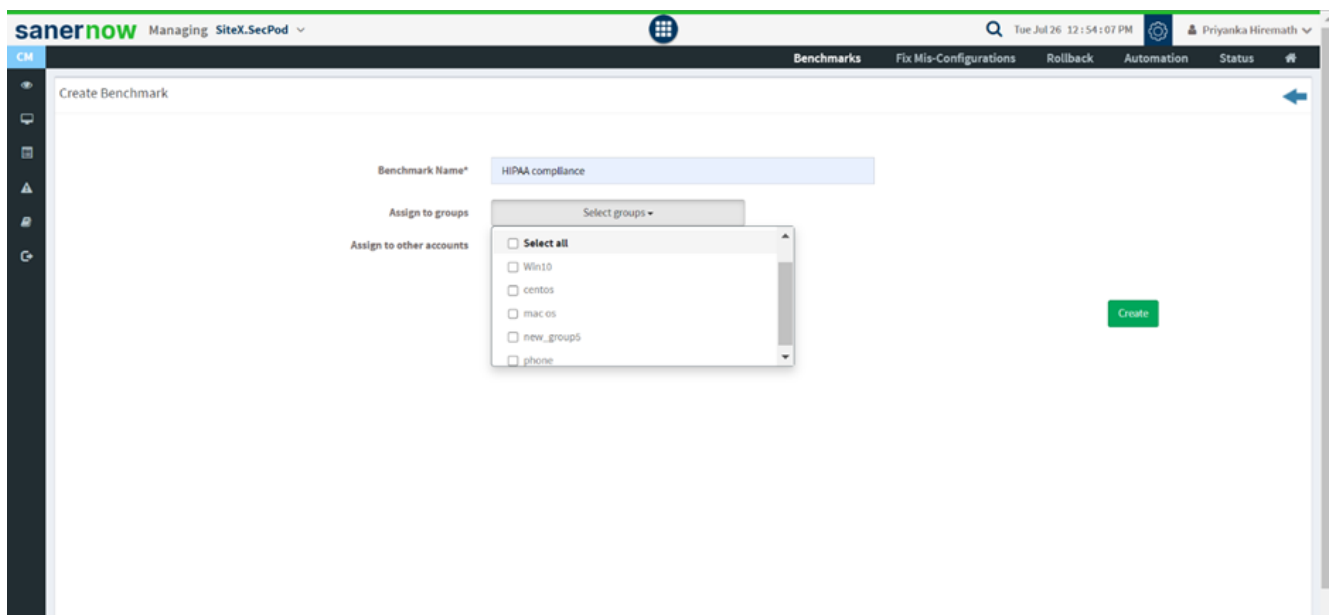 sanernow Managing SiteX.SecPod Tue Jul 26 12:54:07 PM Priyanka Hiremath
CM Benchmarks Fix Mis-Configurations Rollback Automation Status
Create Benchmark
Benchmark Name* HIPAA compliance
Assign to groups Select groups
Assign to other accounts Select all
Win10
centos
mac os
new_group5
phone
Create